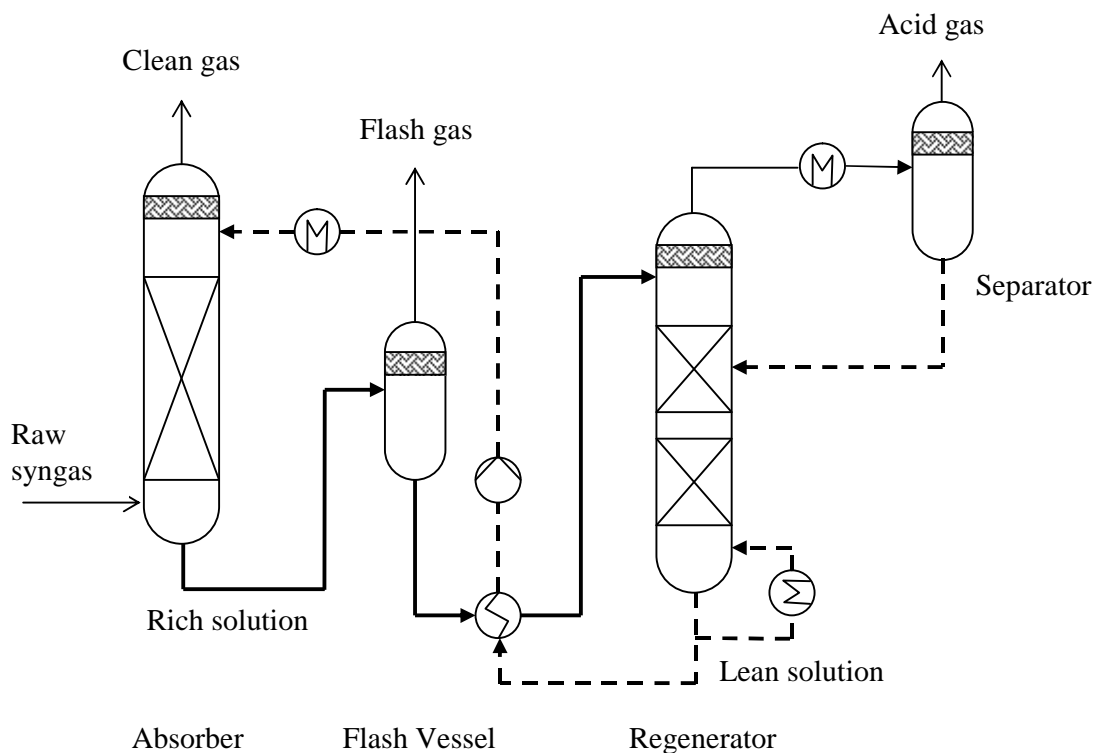 Acid gas
Clean gas
Flash gas
Separator
Raw
syngas
Rich solution
Lean solution
Absorber
Flash Vessel
Regenerator